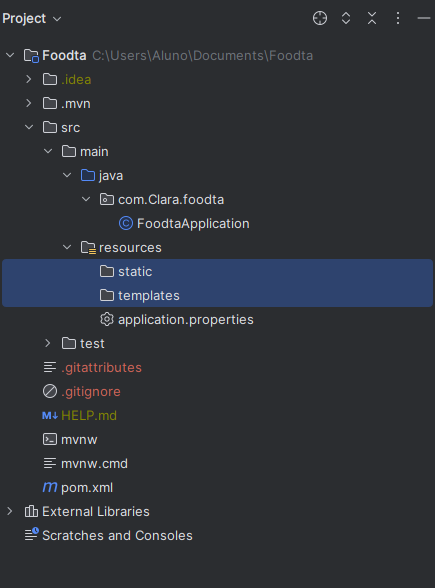 Project
Foodta C:\Users\Aluno\Documents\Foodta
.idea
.mvn
src
main
java
com.Clara.foodta
FoodtaApplication
resources
static
templates
application.properties
test
.gitattributes
.gitignore
HELP.md
mvnw
mvnw.cmd
pom.xml
External Libraries
Scratches and Consoles